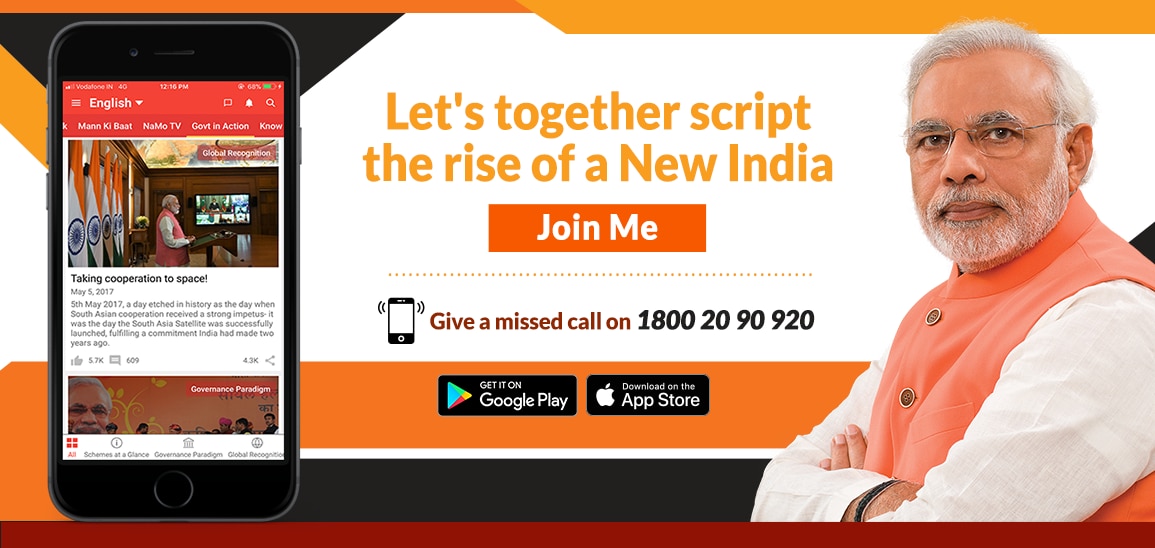 Vodafone IN 4G 12:16 PM 68%
English
k Mann Ki Baat NaMo TV Govt in Action Know
Global Recognition
Taking cooperation to space!
May 5, 2017
5th May 2017, a day etched in history as the day when
South Asian cooperation received a strong impetus- it
was the day the South Asia Satellite was successfully
launched, fulfilling a commitment India had made two
years ago.
5.7K 609 4.3K
Governance Paradigm
का
All Schemes at a Glance Governance Paradigm Global Recognitio
Let's together script
the rise of a New India
Join Me
Give a missed call on 1800 20 90 920
GET IT ON
Google Play
Download on the
App Store